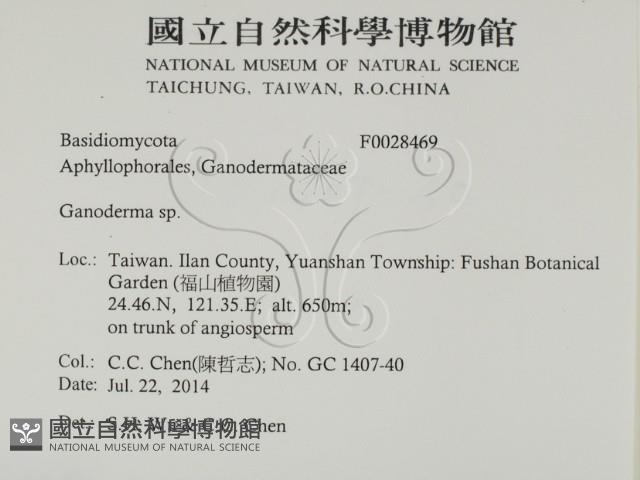 國立自然科學博物館
NATIONAL MUSEUM OF NATURAL SCIENCE
TAICHUNG, TAIWAN, R.O.CHINA
Basidiomycota F0028469
Aphyllophorales, Ganodermataceae
Ganoderma sp.
Loc.: Taiwan. Ilan County, Yuanshan Township: Fushan Botanical
Garden (福山植物園)
24.46.N, 121.35.E; alt. 650m;
on trunk of angiosperm
Col.: C.C. Chen(陳哲志); No. GC 1407-40
Date: Jul. 22, 2014
Det.: Chen
國立自然科學博物館
NATIONAL MUSEUM OF NATURAL SCIENCE